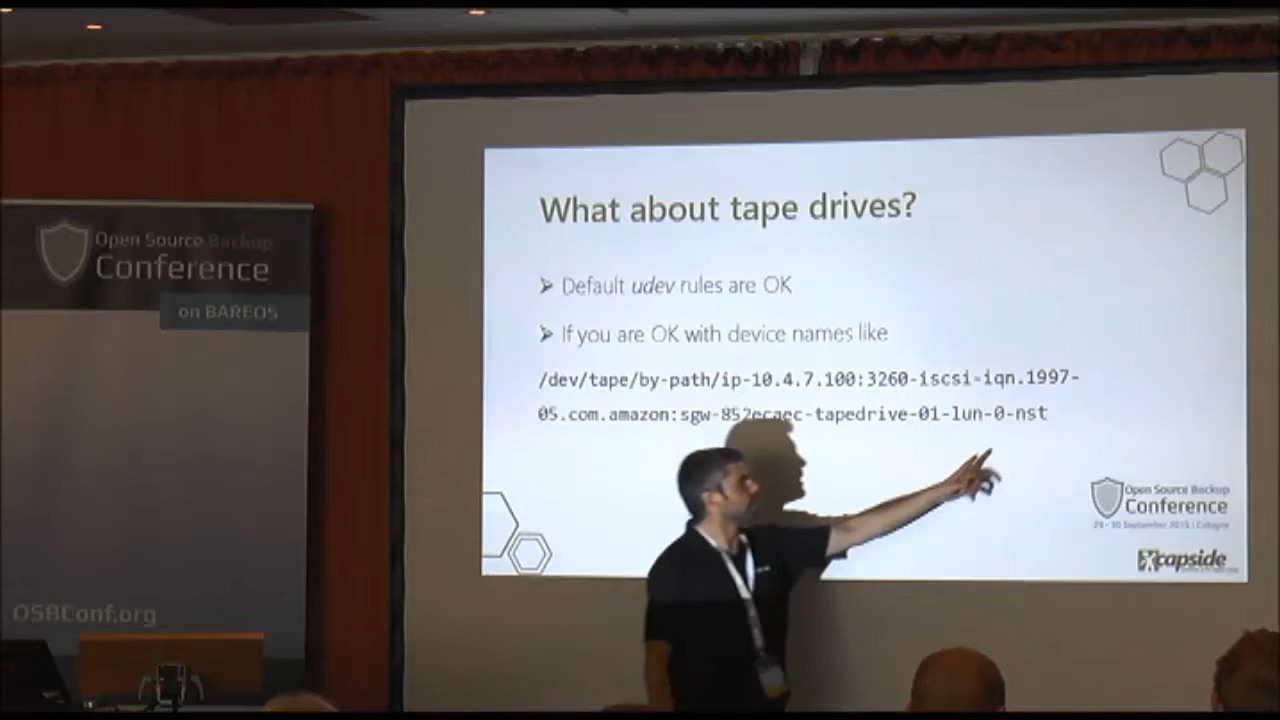 Open Source Backup
Conference
on BAREOS
OSBConf.org
What about tape drives?
➤ Default udev rules are OK
➤ If you are OK with device names like
/dev/tape/by-path/ip-10.4.7.100:3260-iscsi-iqn.1997-
05.com.amazon:sgw-852ecaec-tapedrive-01-lun-0-nst
Open Source Backup
Conference
29 - 30 September 2015 | Cologne
capside